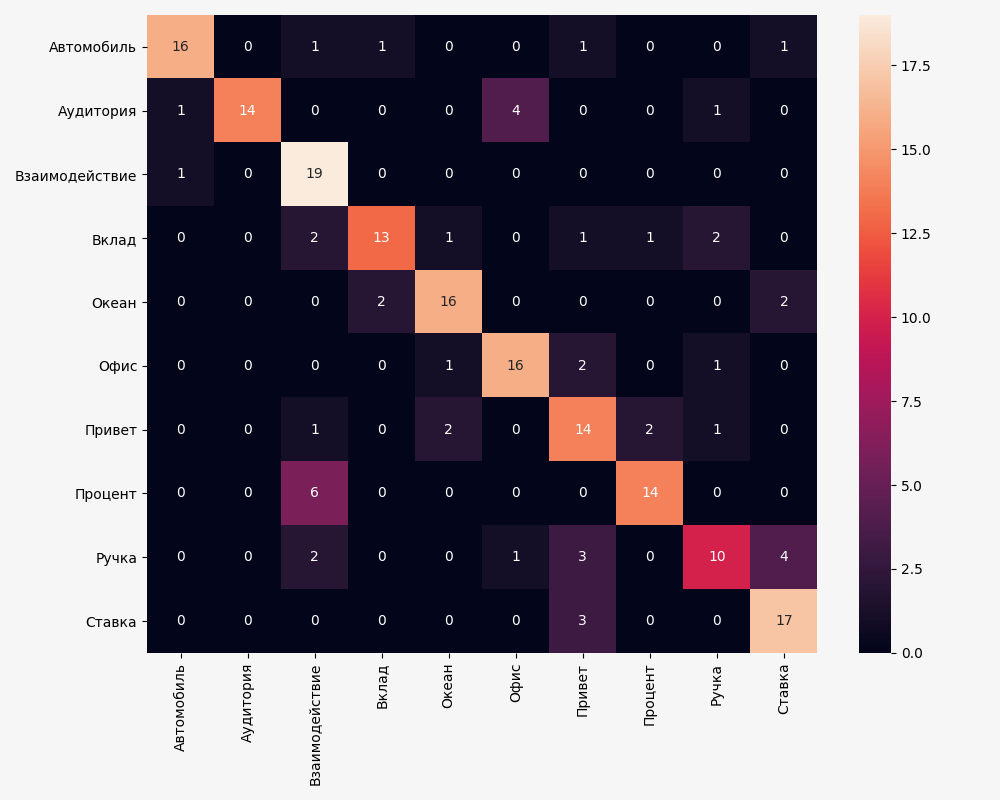 Автомобиль 16 0 1 1 0 0 1 0 0 1
Аудитория 1 14 0 0 0 4 0 0 1 0
Взаимодействие 1 0 19 0 0 0 0 0 0 0
Вклад 0 0 2 13 1 0 1 1 2 0
Океан 0 0 0 2 16 0 0 0 0 2
Офис 0 0 0 0 1 16 2 0 1 0
Привет 0 0 1 0 2 0 14 2 1 0
Процент 0 0 6 0 0 0 0 14 0 0
Ручка 0 0 2 0 0 1 3 0 10 4
Ставка 0 0 0 0 0 0 3 0 0 17
Автомобиль
Аудитория
Взаимодействие
Вклад
Океан
Офис
Привет
Процент
Ручка
Ставка
17.5
15.0
12.5
10.0
7.5
5.0
2.5
0.0